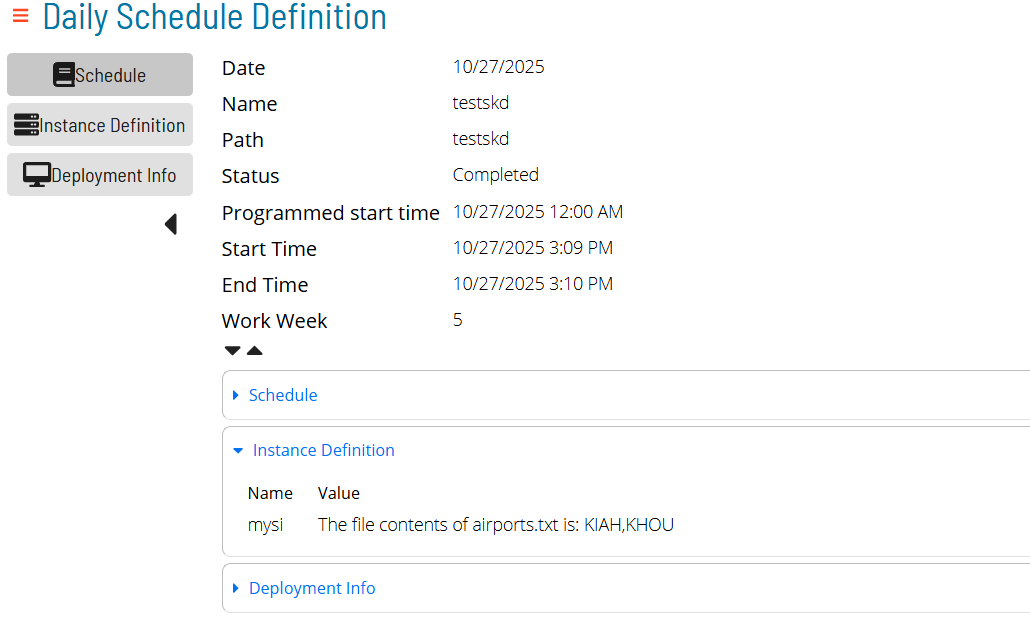 Daily Schedule Definition
Schedule
Instance Definition
Deployment Info
Date 10/27/2025
Name testskd
Path testskd
Status Completed
Programmed start time 10/27/2025 12:00 AM
Start Time 10/27/2025 3:09 PM
End Time 10/27/2025 3:10 PM
Work Week 5
Schedule
Instance Definition
Name Value
mysi The file contents of airports.txt is: KIAH,KHOU
Deployment Info